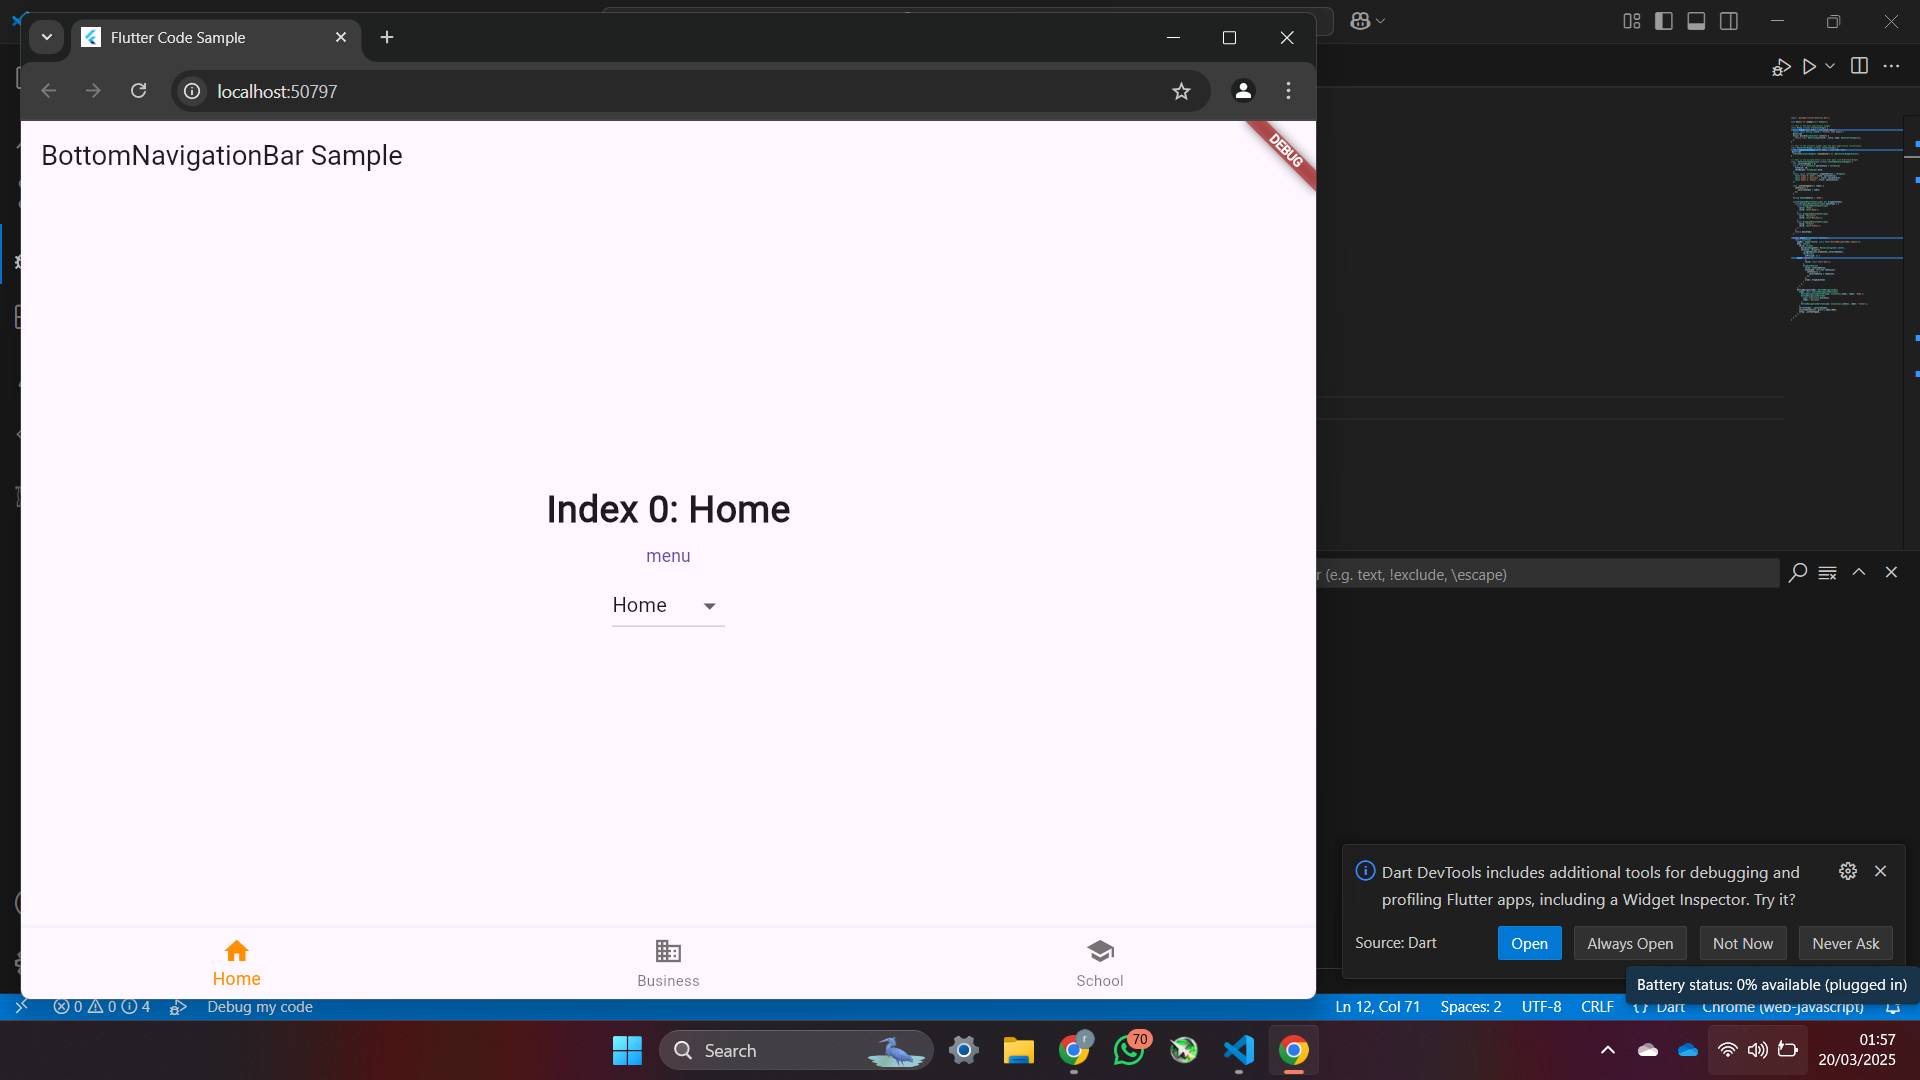 Flutter Code Sample
localhost:50797
BottomNavigationBar Sample
DEBUG
Index 0: Home
menu
Home
r (e.g. text, !exclude, \escape)
Dart DevTools includes additional tools for debugging and
profiling Flutter apps, including a Widget Inspector. Try it?
Source: Dart
Open
Always Open
Not Now
Never Ask
Home
Business
School
Battery status: 0% available (plugged in)
0 0 4
Debug my code
Ln 12, Col 71
Spaces: 2
UTF-8
CRLF
{} Dart
Chrome (web-javascript)
Search
70
r
01:57
20/03/2025